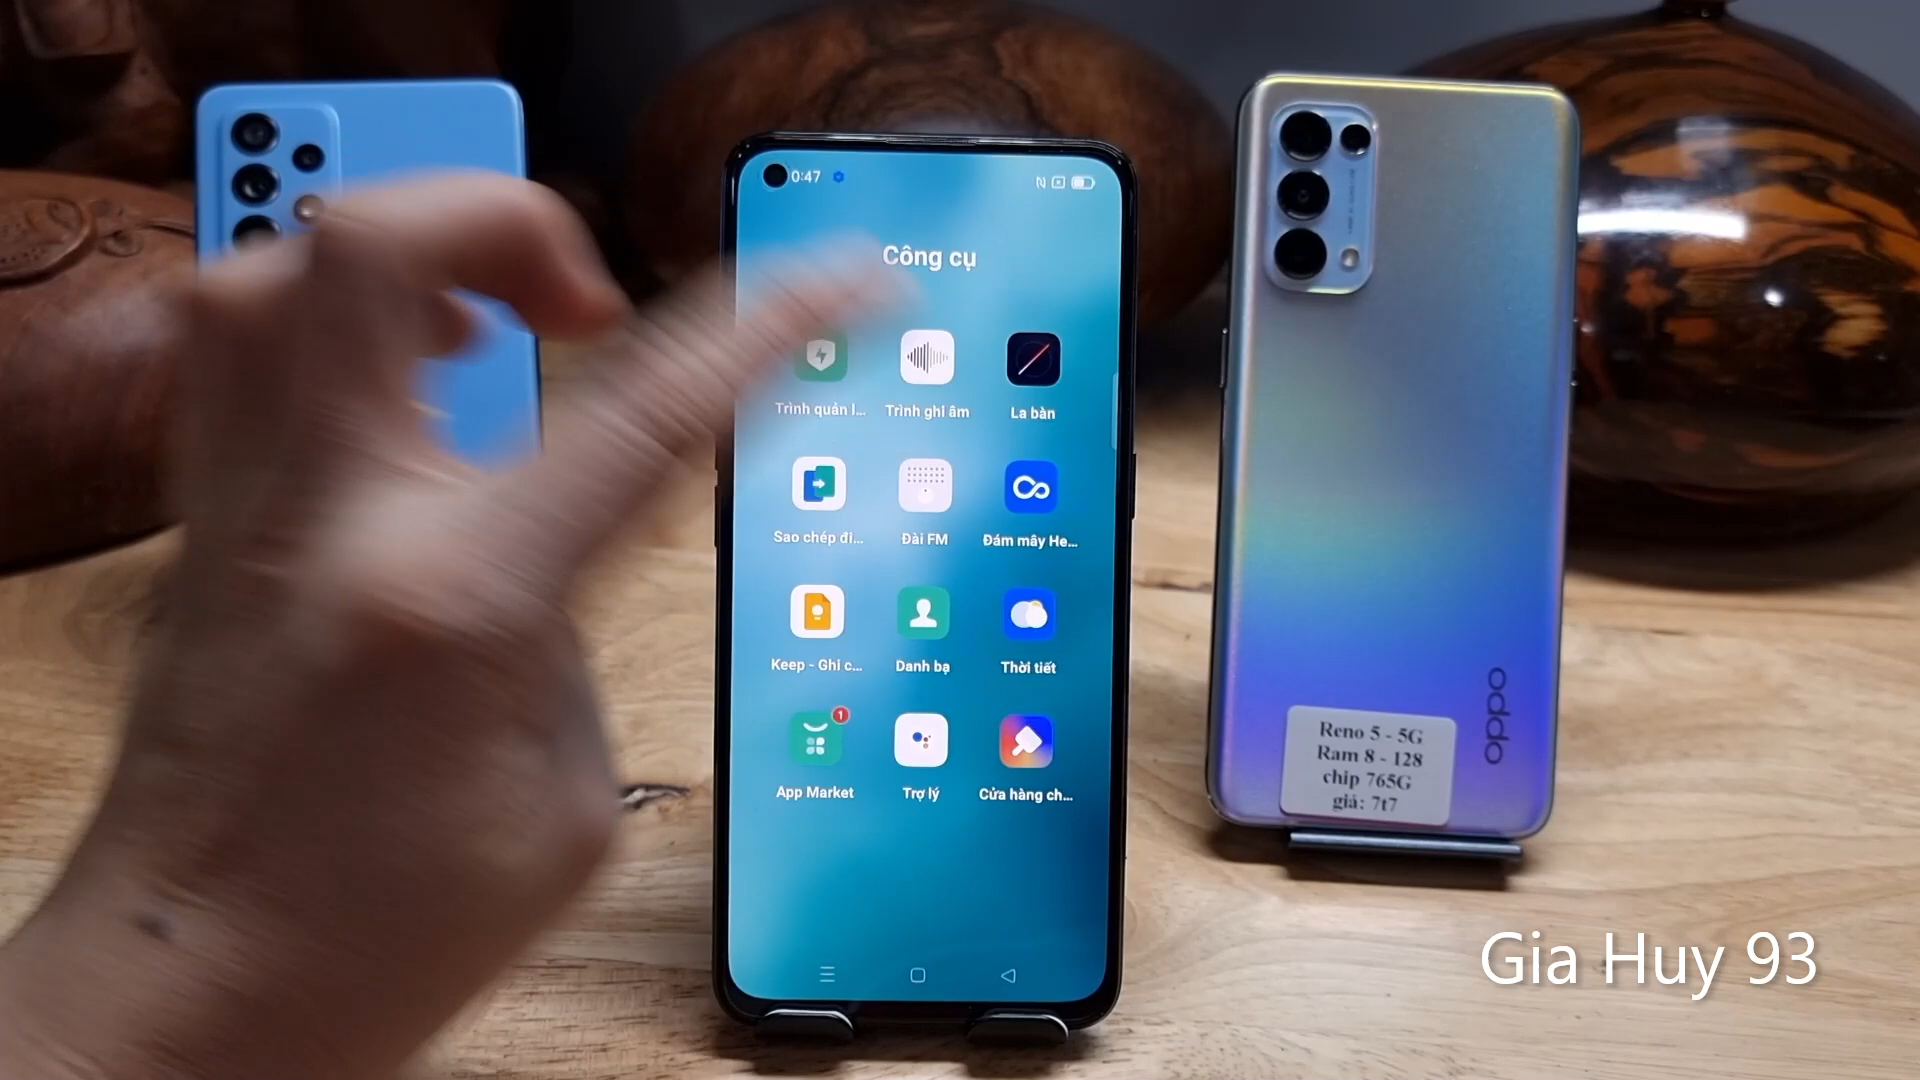 0:47
Công cụ
Trình quản l...
Trình ghi âm
La bàn
Sao chép đi...
Đài FM
Đám mây He...
Keep - Ghi c...
Danh bạ
Thời tiết
1
App Market
Trợ lý
Cửa hàng ch...
oppo
Reno 5 - 5G
Ram 8 - 128
chip 765G
giá: 7t7
Gia Huy 93